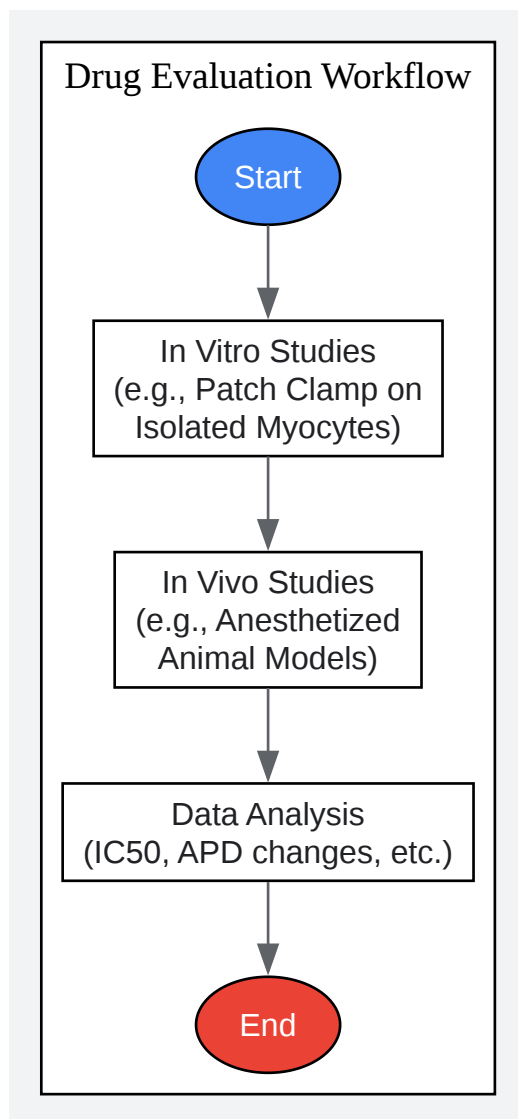 Drug Evaluation Workflow
Start
In Vitro Studies
(e.g., Patch Clamp on
Isolated Myocytes)
In Vivo Studies
(e.g., Anesthetized
Animal Models)
Data Analysis
(IC50, APD changes, etc.)
End